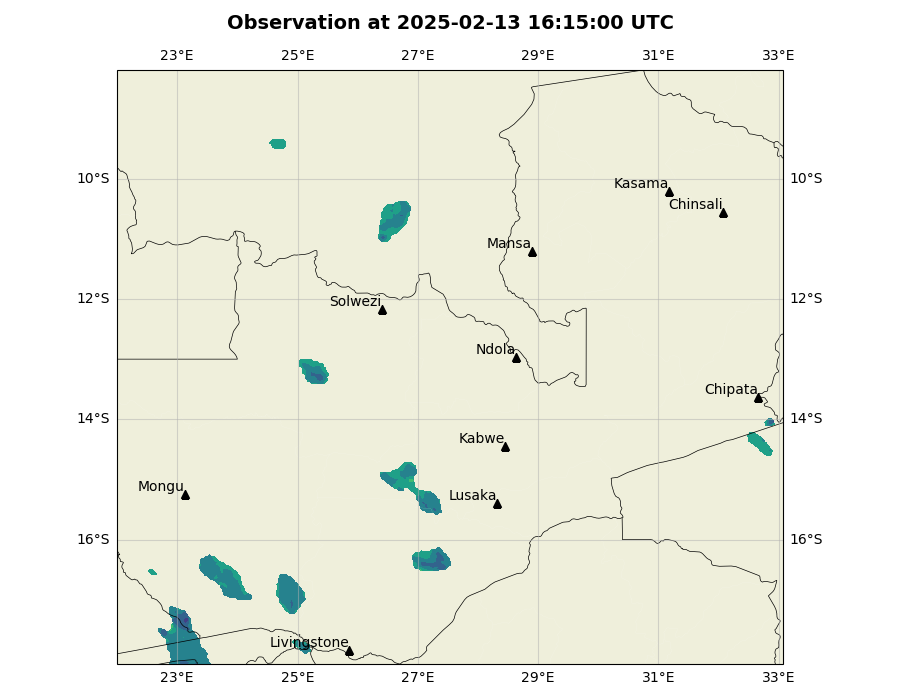 Observation at 2025-02-13 16:15:00 UTC
23°E 25°E 27°E 29°E 31°E 33°E
10°S 10°S
Kasama
Chinsali
Mansa
12°S 12°S
Solwezi
Ndola
Chipata
14°S 14°S
Kabwe
Mongu
Lusaka
16°S 16°S
Livingstone
23°E 25°E 27°E 29°E 31°E 33°E